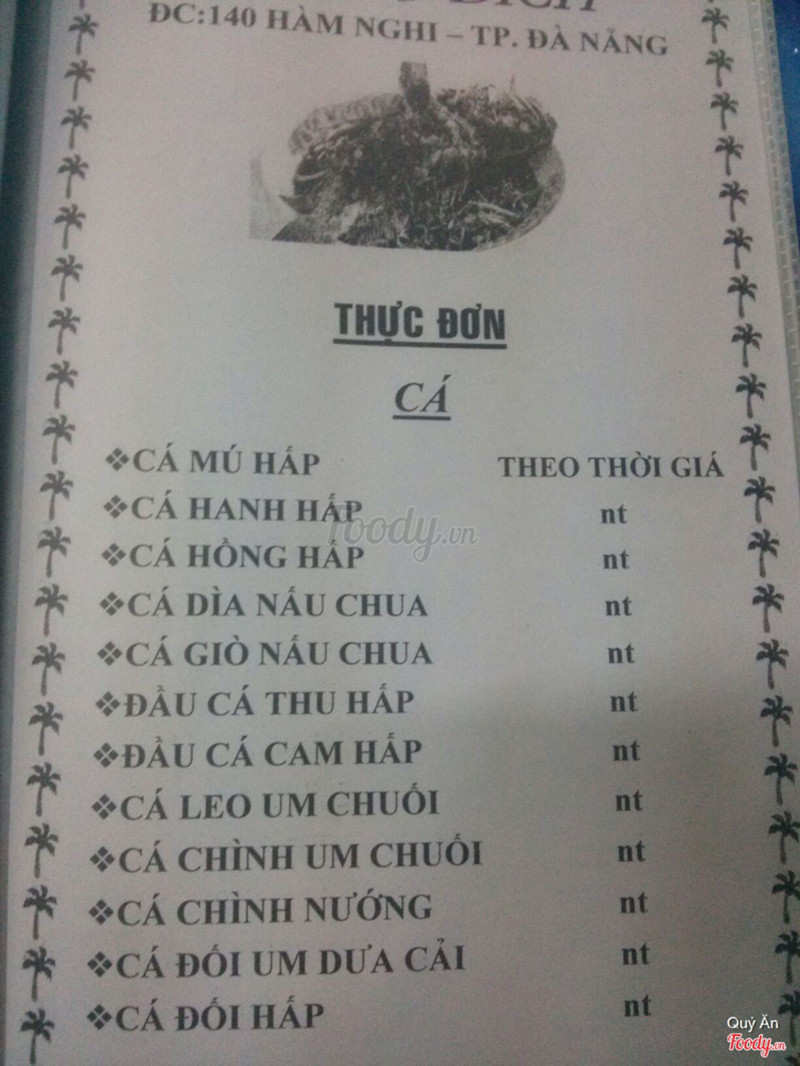 ĐC:140 HÀM NGHI – TP. ĐÀ NẴNG
THỰC ĐƠN
CÁ
❖CÁ MÚ HẤP THEO THỜI GIÁ
❖CÁ HANH HẤP nt
foody.vn
❖CÁ HỒNG HẤP nt
❖CÁ DÌA NẤU CHUA nt
❖CÁ GIÒ NẤU CHUA nt
❖ĐẦU CÁ THU HẤP nt
❖ĐẦU CÁ CAM HẤP nt
❖CÁ LEO UM CHUỐI nt
❖CÁ CHÌNH UM CHUỐI nt
❖CÁ CHÌNH NƯỚNG nt
❖CÁ ĐỐI UM DƯA CẢI nt
❖CÁ ĐỐI HẤP nt
Quỷ Ăn
Foody.vn